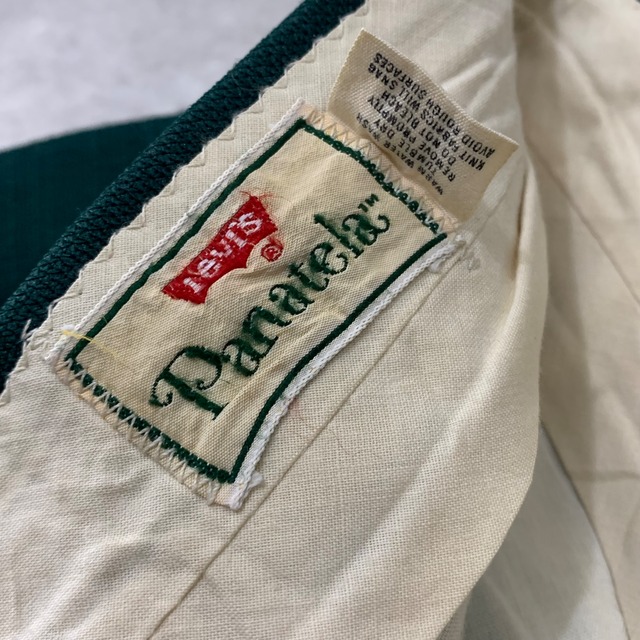 Levi's®
Panatela™
DO NOT BLEACH
KNIT FABRICS WILL SNAG
AVOID ROUGH SURFACES